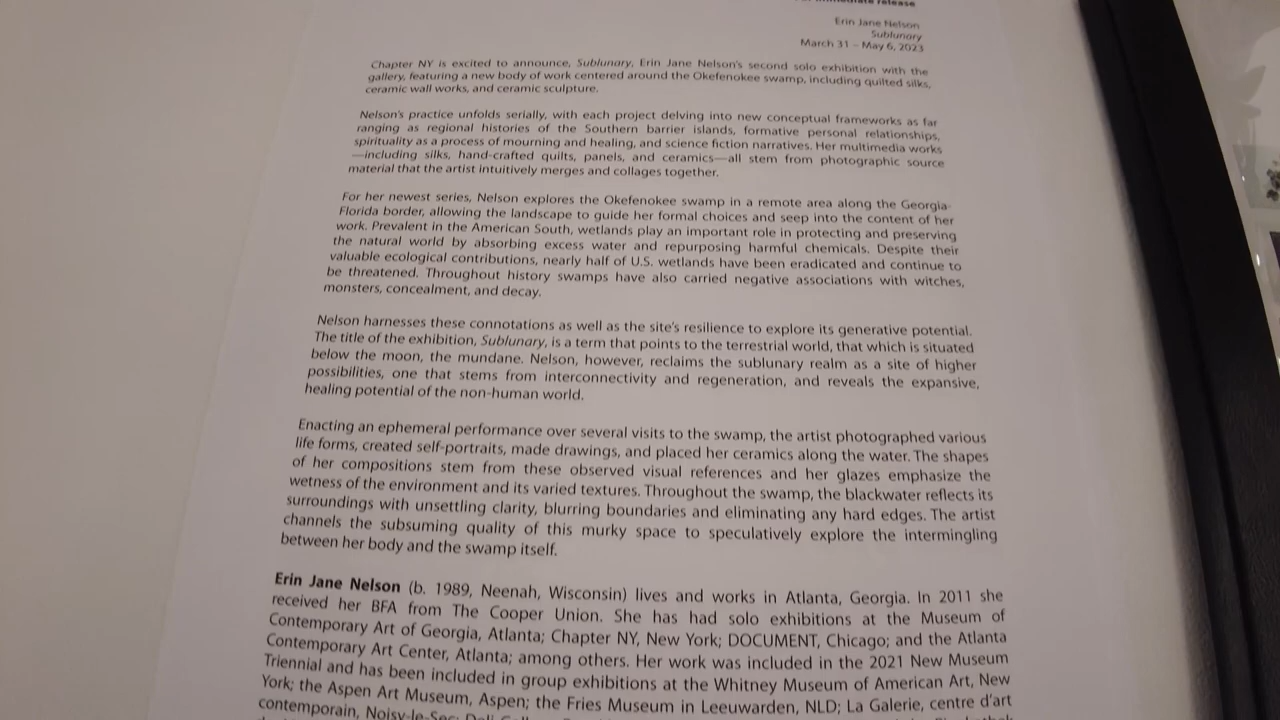 immediate release
Erin Jane Nelson
Sublunary
March 31 – May 6, 2023
Chapter NY is excited to announce, Sublunary, Erin Jane Nelson's second solo exhibition with the
gallery, featuring a new body of work centered around the Okefenokee swamp, including quilted silks,
ceramic wall works, and ceramic sculpture.
Nelson's practice unfolds serially, with each project delving into new conceptual frameworks as far
ranging as regional histories of the Southern barrier islands, formative personal relationships,
spirituality as a process of mourning and healing, and science fiction narratives. Her multimedia works
—including silks, hand-crafted quilts, panels, and ceramics—all stem from photographic source
material that the artist intuitively merges and collages together.
For her newest series, Nelson explores the Okefenokee swamp in a remote area along the Georgia-
Florida border, allowing the landscape to guide her formal choices and seep into the content of her
work. Prevalent in the American South, wetlands play an important role in protecting and preserving
the natural world by absorbing excess water and repurposing harmful chemicals. Despite their
valuable ecological contributions, nearly half of U.S. wetlands have been eradicated and continue to
be threatened. Throughout history swamps have also carried negative associations with witches,
monsters, concealment, and decay.
Nelson harnesses these connotations as well as the site's resilience to explore its generative potential.
The title of the exhibition, Sublunary, is a term that points to the terrestrial world, that which is situated
below the moon, the mundane. Nelson, however, reclaims the sublunary realm as a site of higher
possibilities, one that stems from interconnectivity and regeneration, and reveals the expansive,
healing potential of the non-human world.
Enacting an ephemeral performance over several visits to the swamp, the artist photographed various
life forms, created self-portraits, made drawings, and placed her ceramics along the water. The shapes
of her compositions stem from these observed visual references and her glazes emphasize the
wetness of the environment and its varied textures. Throughout the swamp, the blackwater reflects its
surroundings with unsettling clarity, blurring boundaries and eliminating any hard edges. The artist
channels the subsuming quality of this murky space to speculatively explore the intermingling
between her body and the swamp itself.
Erin Jane Nelson (b. 1989, Neenah, Wisconsin) lives and works in Atlanta, Georgia. In 2011 she
received her BFA from The Cooper Union. She has had solo exhibitions at the Museum of
Contemporary Art of Georgia, Atlanta; Chapter NY, New York; DOCUMENT, Chicago; and the Atlanta
Contemporary Art Center, Atlanta; among others. Her work was included in the 2021 New Museum
Triennial and has been included in group exhibitions at the Whitney Museum of American Art, New
York; the Aspen Art Museum, Aspen; the Fries Museum in Leeuwarden, NLD; La Galerie, centre d'art
contemporain, Noisy-le-Sec;